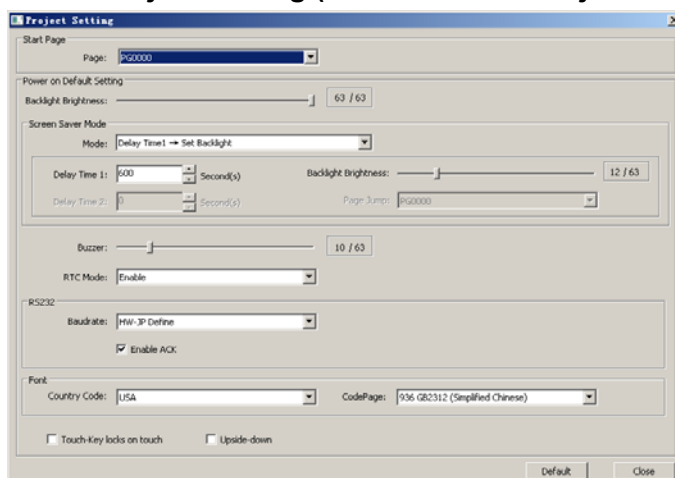 Project Setting
Start Page
Page: PG0000
Power on Default Setting
Backlight Brightness: 63 / 63
Screen Saver Mode
Mode: Delay Time1 → Set Backlight
Delay Time 1: 600 Second(s) Backlight Brightness: 12 / 63
Delay Time 2: 0 Second(s) Page Jump: PG0000
Buzzer: 10 / 63
RTC Mode: Enable
RS232
Baudrate: HW-JP Define
Enable ACK
Font
Country Code: USA CodePage: 936 GB2312 (Simplified Chinese)
Touch-Key locks on touch Upside-down
Default Close